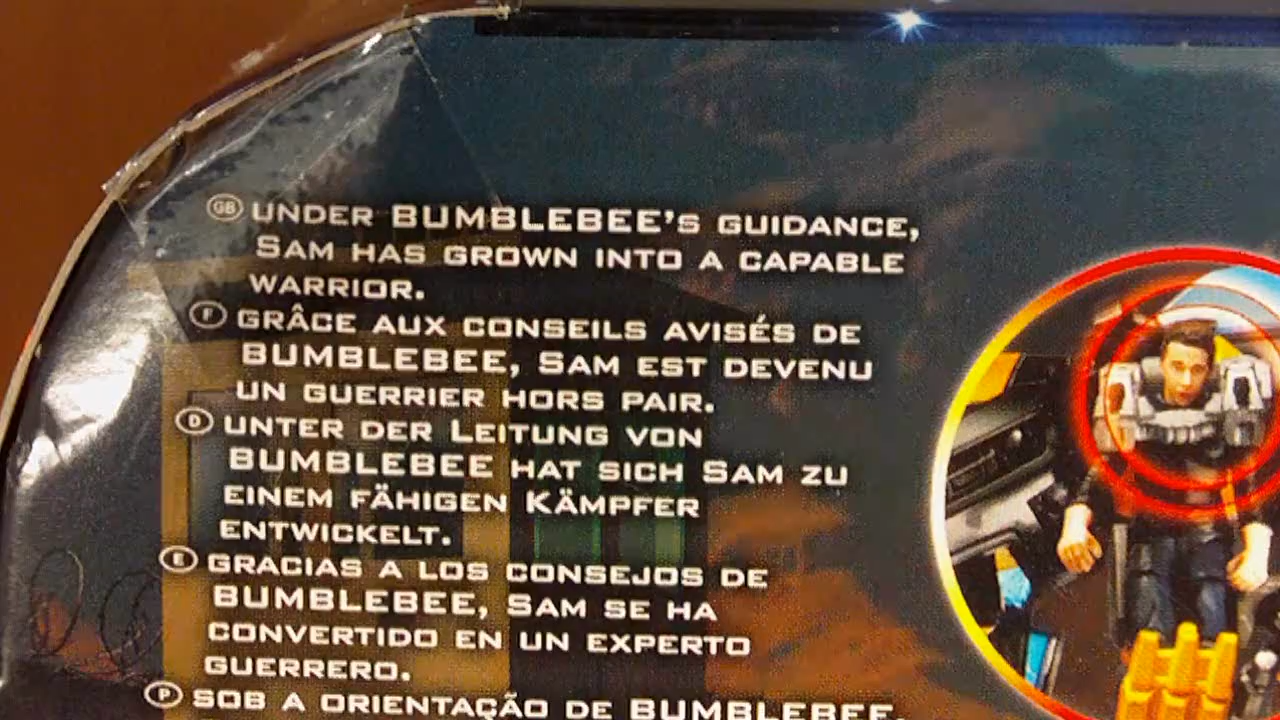 GB UNDER BUMBLEBEE'S GUIDANCE,
SAM HAS GROWN INTO A CAPABLE
WARRIOR.
F GRÂCE AUX CONSEILS AVISÉS DE
BUMBLEBEE, SAM EST DEVENU
UN GUERRIER HORS PAIR.
D UNTER DER LEITUNG VON
BUMBLEBEE HAT SICH SAM ZU
EINEM FÄHIGEN KÄMPFER
ENTWICKELT.
E GRACIAS A LOS CONSEJOS DE
BUMBLEBEE, SAM SE HA
CONVERTIDO EN UN EXPERTO
GUERRERO.
P SOB A ORIENTAÇÃO DE BUMBLEBEE,